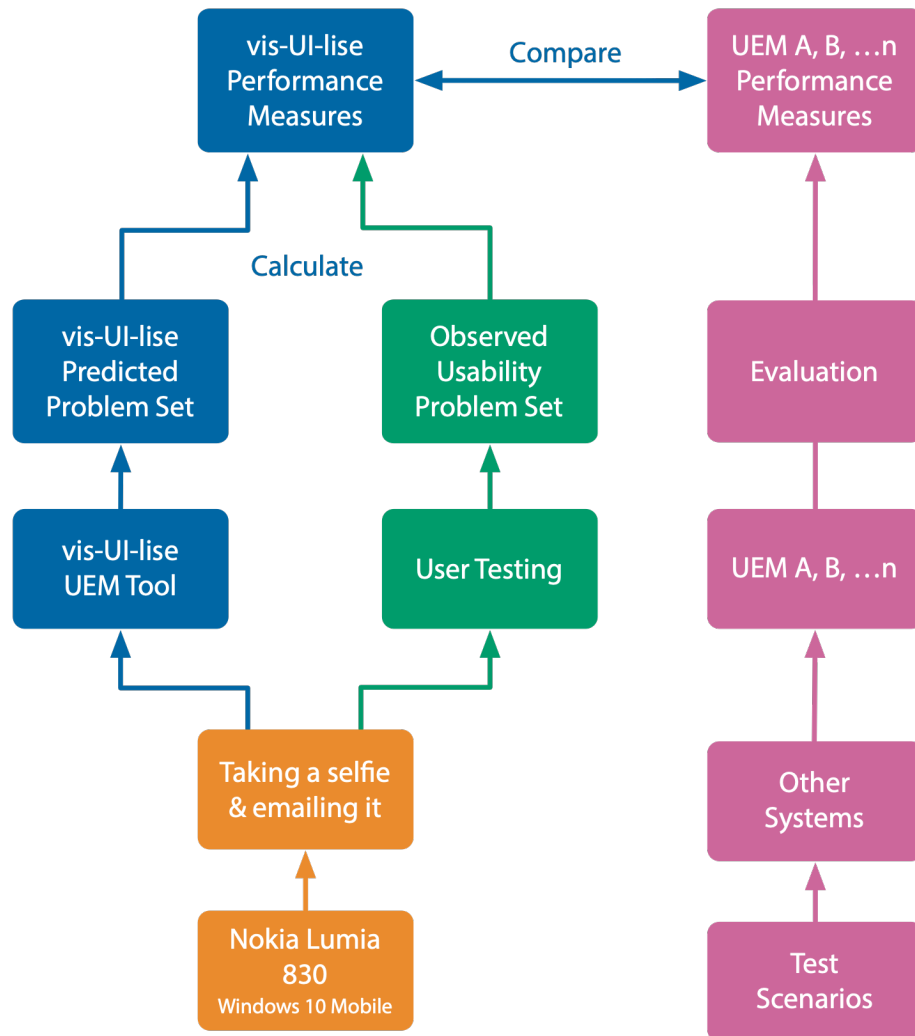 vis-UI-lise
Performance
Measures
Compare
UEM A, B, …n
Performance
Measures
Calculate
vis-UI-lise
Predicted
Problem Set
Observed
Usability
Problem Set
Evaluation
vis-UI-lise
UEM Tool
User Testing
UEM A, B, …n
Taking a selfie
& emailing it
Other
Systems
Nokia Lumia
830
Windows 10 Mobile
Test
Scenarios